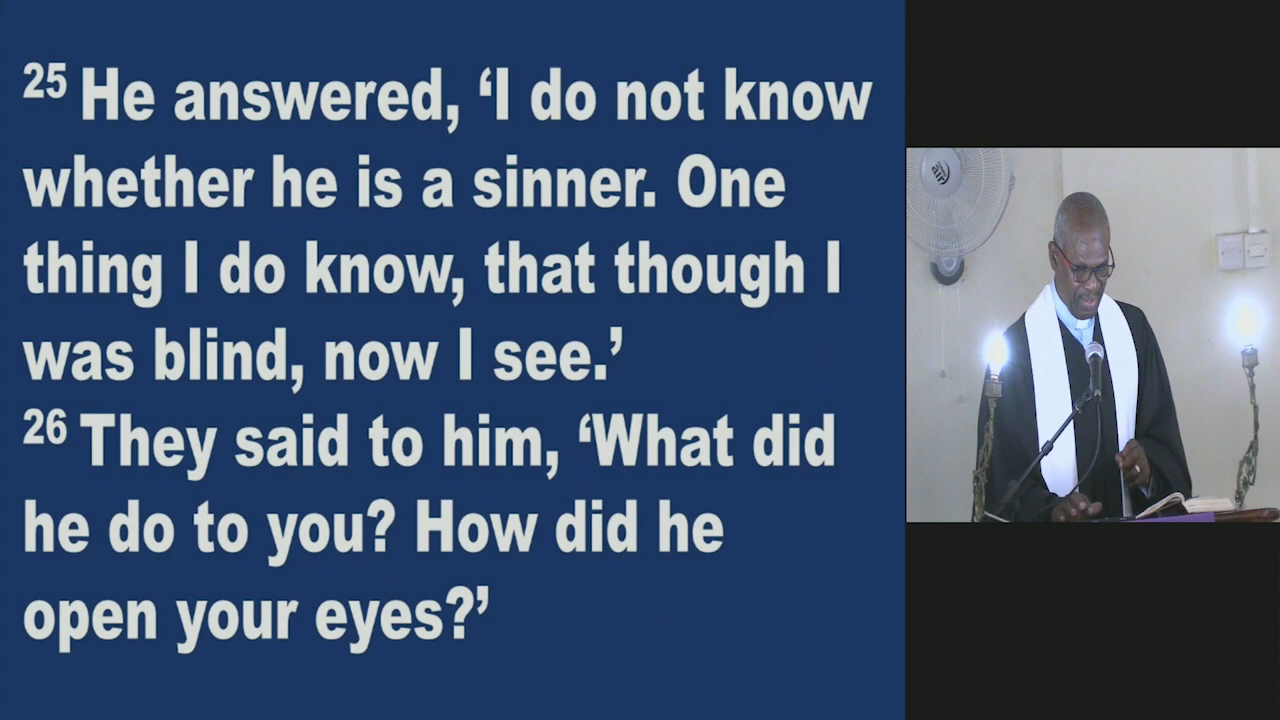 25 He answered, ‘I do not know
whether he is a sinner. One
thing I do know, that though I
was blind, now I see.’
26 They said to him, ‘What did
he do to you? How did he
open your eyes?’
air